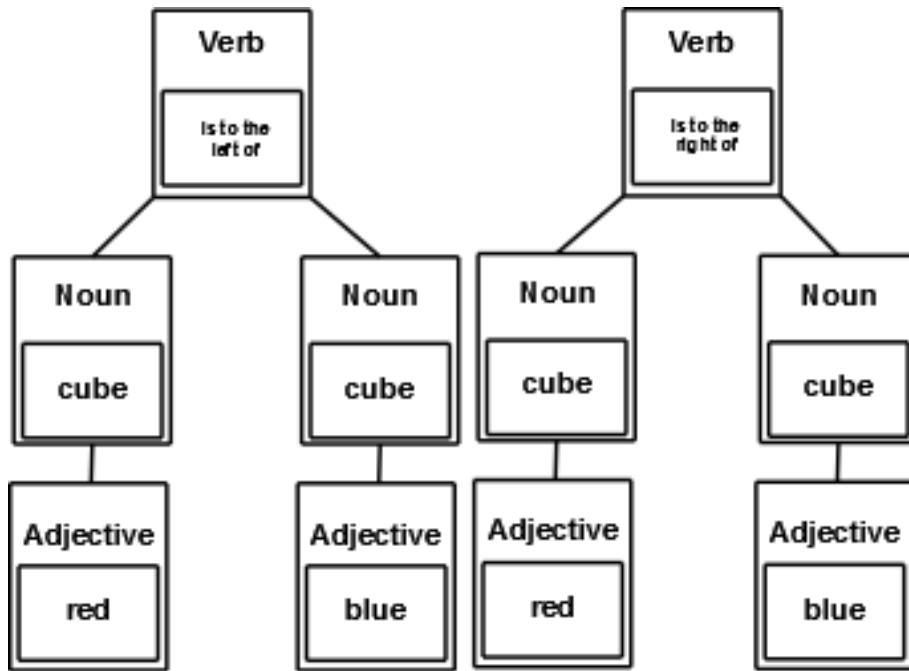 Verb
Is to the
left of
Verb
Is to the
right of
Noun
cube
Noun
cube
Noun
cube
Noun
cube
Adjective
red
Adjective
blue
Adjective
red
Adjective
blue